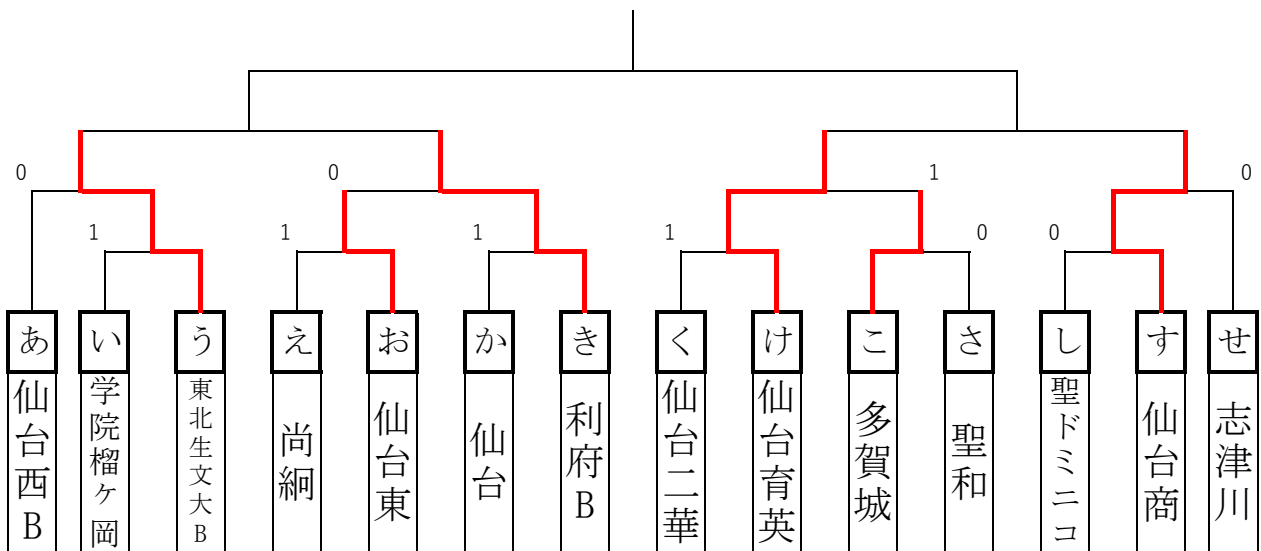 0
0
1
0
1
1
1
1
0
0
あ
い
う
え
お
か
き
く
け
こ
さ
し
す
せ
仙台西B
学院榴ケ岡
東北生文大B
尚絅
仙台東
仙台
利府B
仙台二華
仙台育英
多賀城
聖和
聖ドミニコ
仙台商
志津川